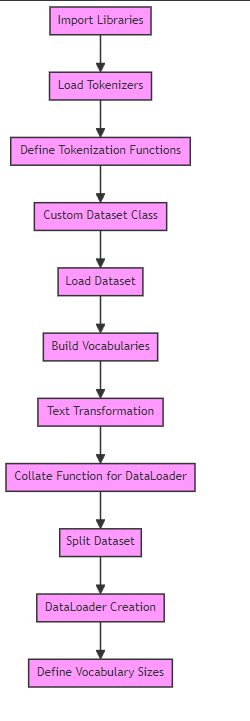 Import Libraries
Load Tokenizers
Define Tokenization Functions
Custom Dataset Class
Load Dataset
Build Vocabularies
Text Transformation
Collate Function for DataLoader
Split Dataset
DataLoader Creation
Define Vocabulary Sizes